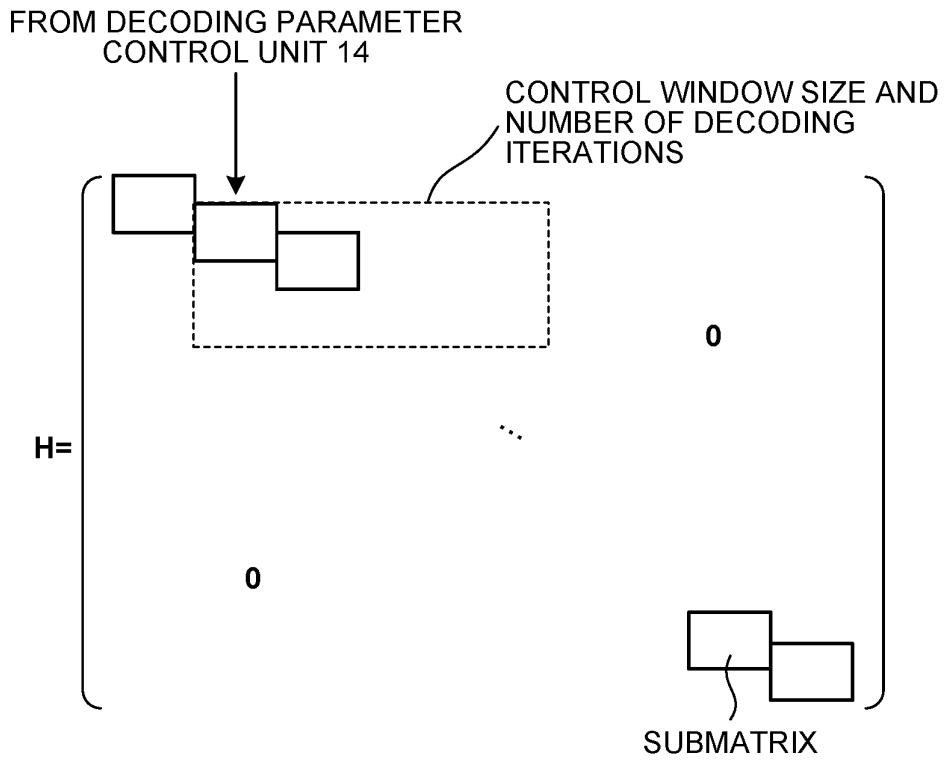 FROM DECODING PARAMETER
CONTROL UNIT 14
CONTROL WINDOW SIZE AND
NUMBER OF DECODING
ITERATIONS
0
H=
0
SUBMATRIX